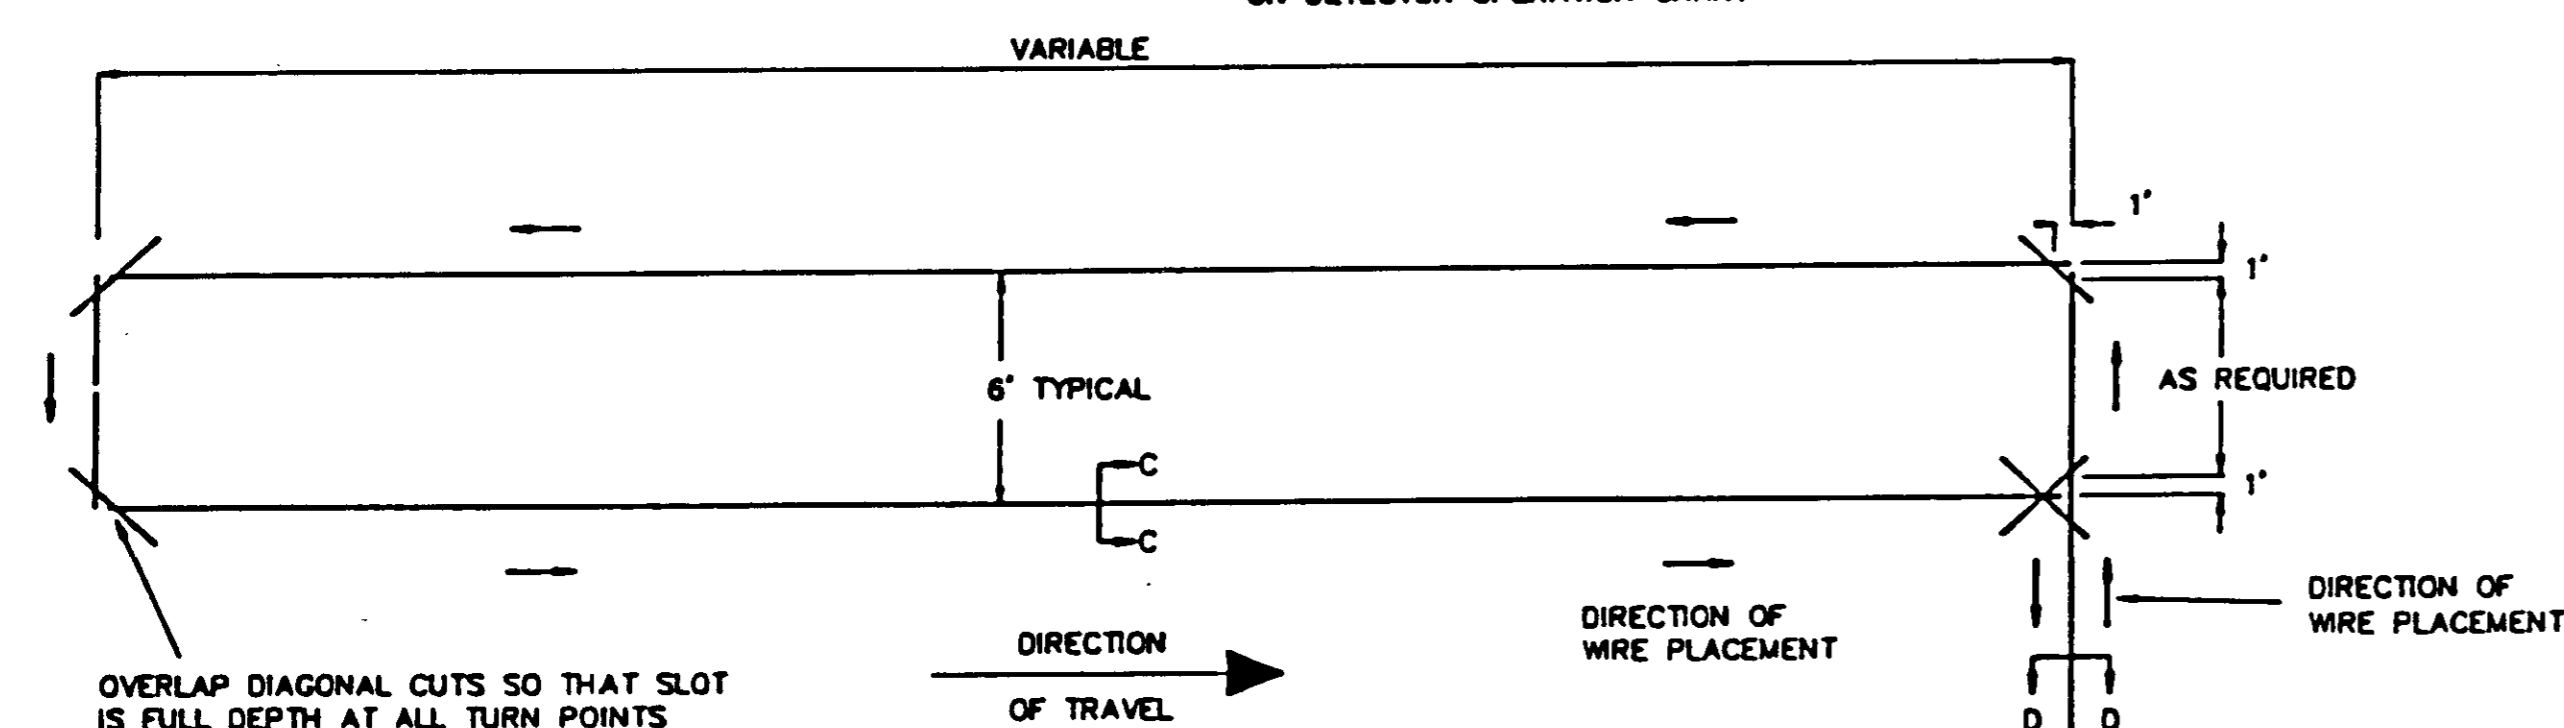 VARIABLE
1'
1'
6' TYPICAL
AS REQUIRED
C
1'
C
DIRECTION OF
WIRE PLACEMENT
DIRECTION OF
WIRE PLACEMENT
DIRECTION
OF TRAVEL
OVERLAP DIAGONAL CUTS SO THAT SLOT
IS FULL DEPTH AT ALL TURN POINTS
D D